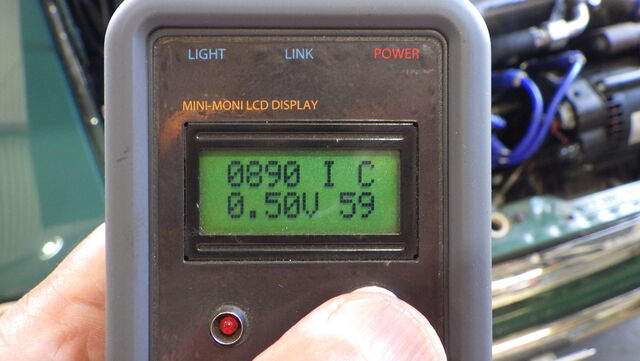 LIGHT LINK POWER
MINI-MONI LCD DISPLAY
0890 I C
0.50V 59